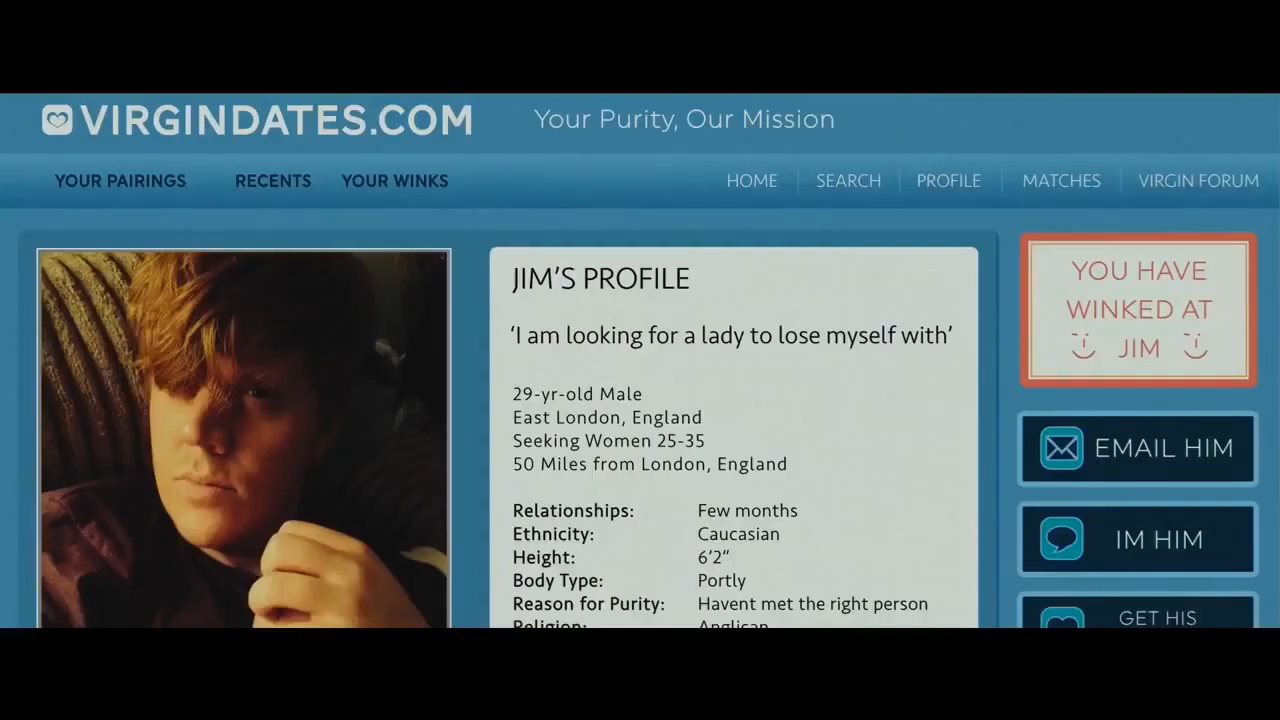 VIRGINDATES.COM
Your Purity, Our Mission
YOUR PAIRINGS
RECENTS
YOUR WINKS
HOME
SEARCH
PROFILE
MATCHES
VIRGIN FORUM
JIM'S PROFILE
'I am looking for a lady to lose myself with'
29-yr-old Male
East London, England
Seeking Women 25-35
50 Miles from London, England
Relationships: Few months
Ethnicity: Caucasian
Height: 6'2"
Body Type: Portly
Reason for Purity: Havent met the right person
Religion: Anglican
YOU HAVE
WINKED AT
JIM
EMAIL HIM
IM HIM
GET HIS